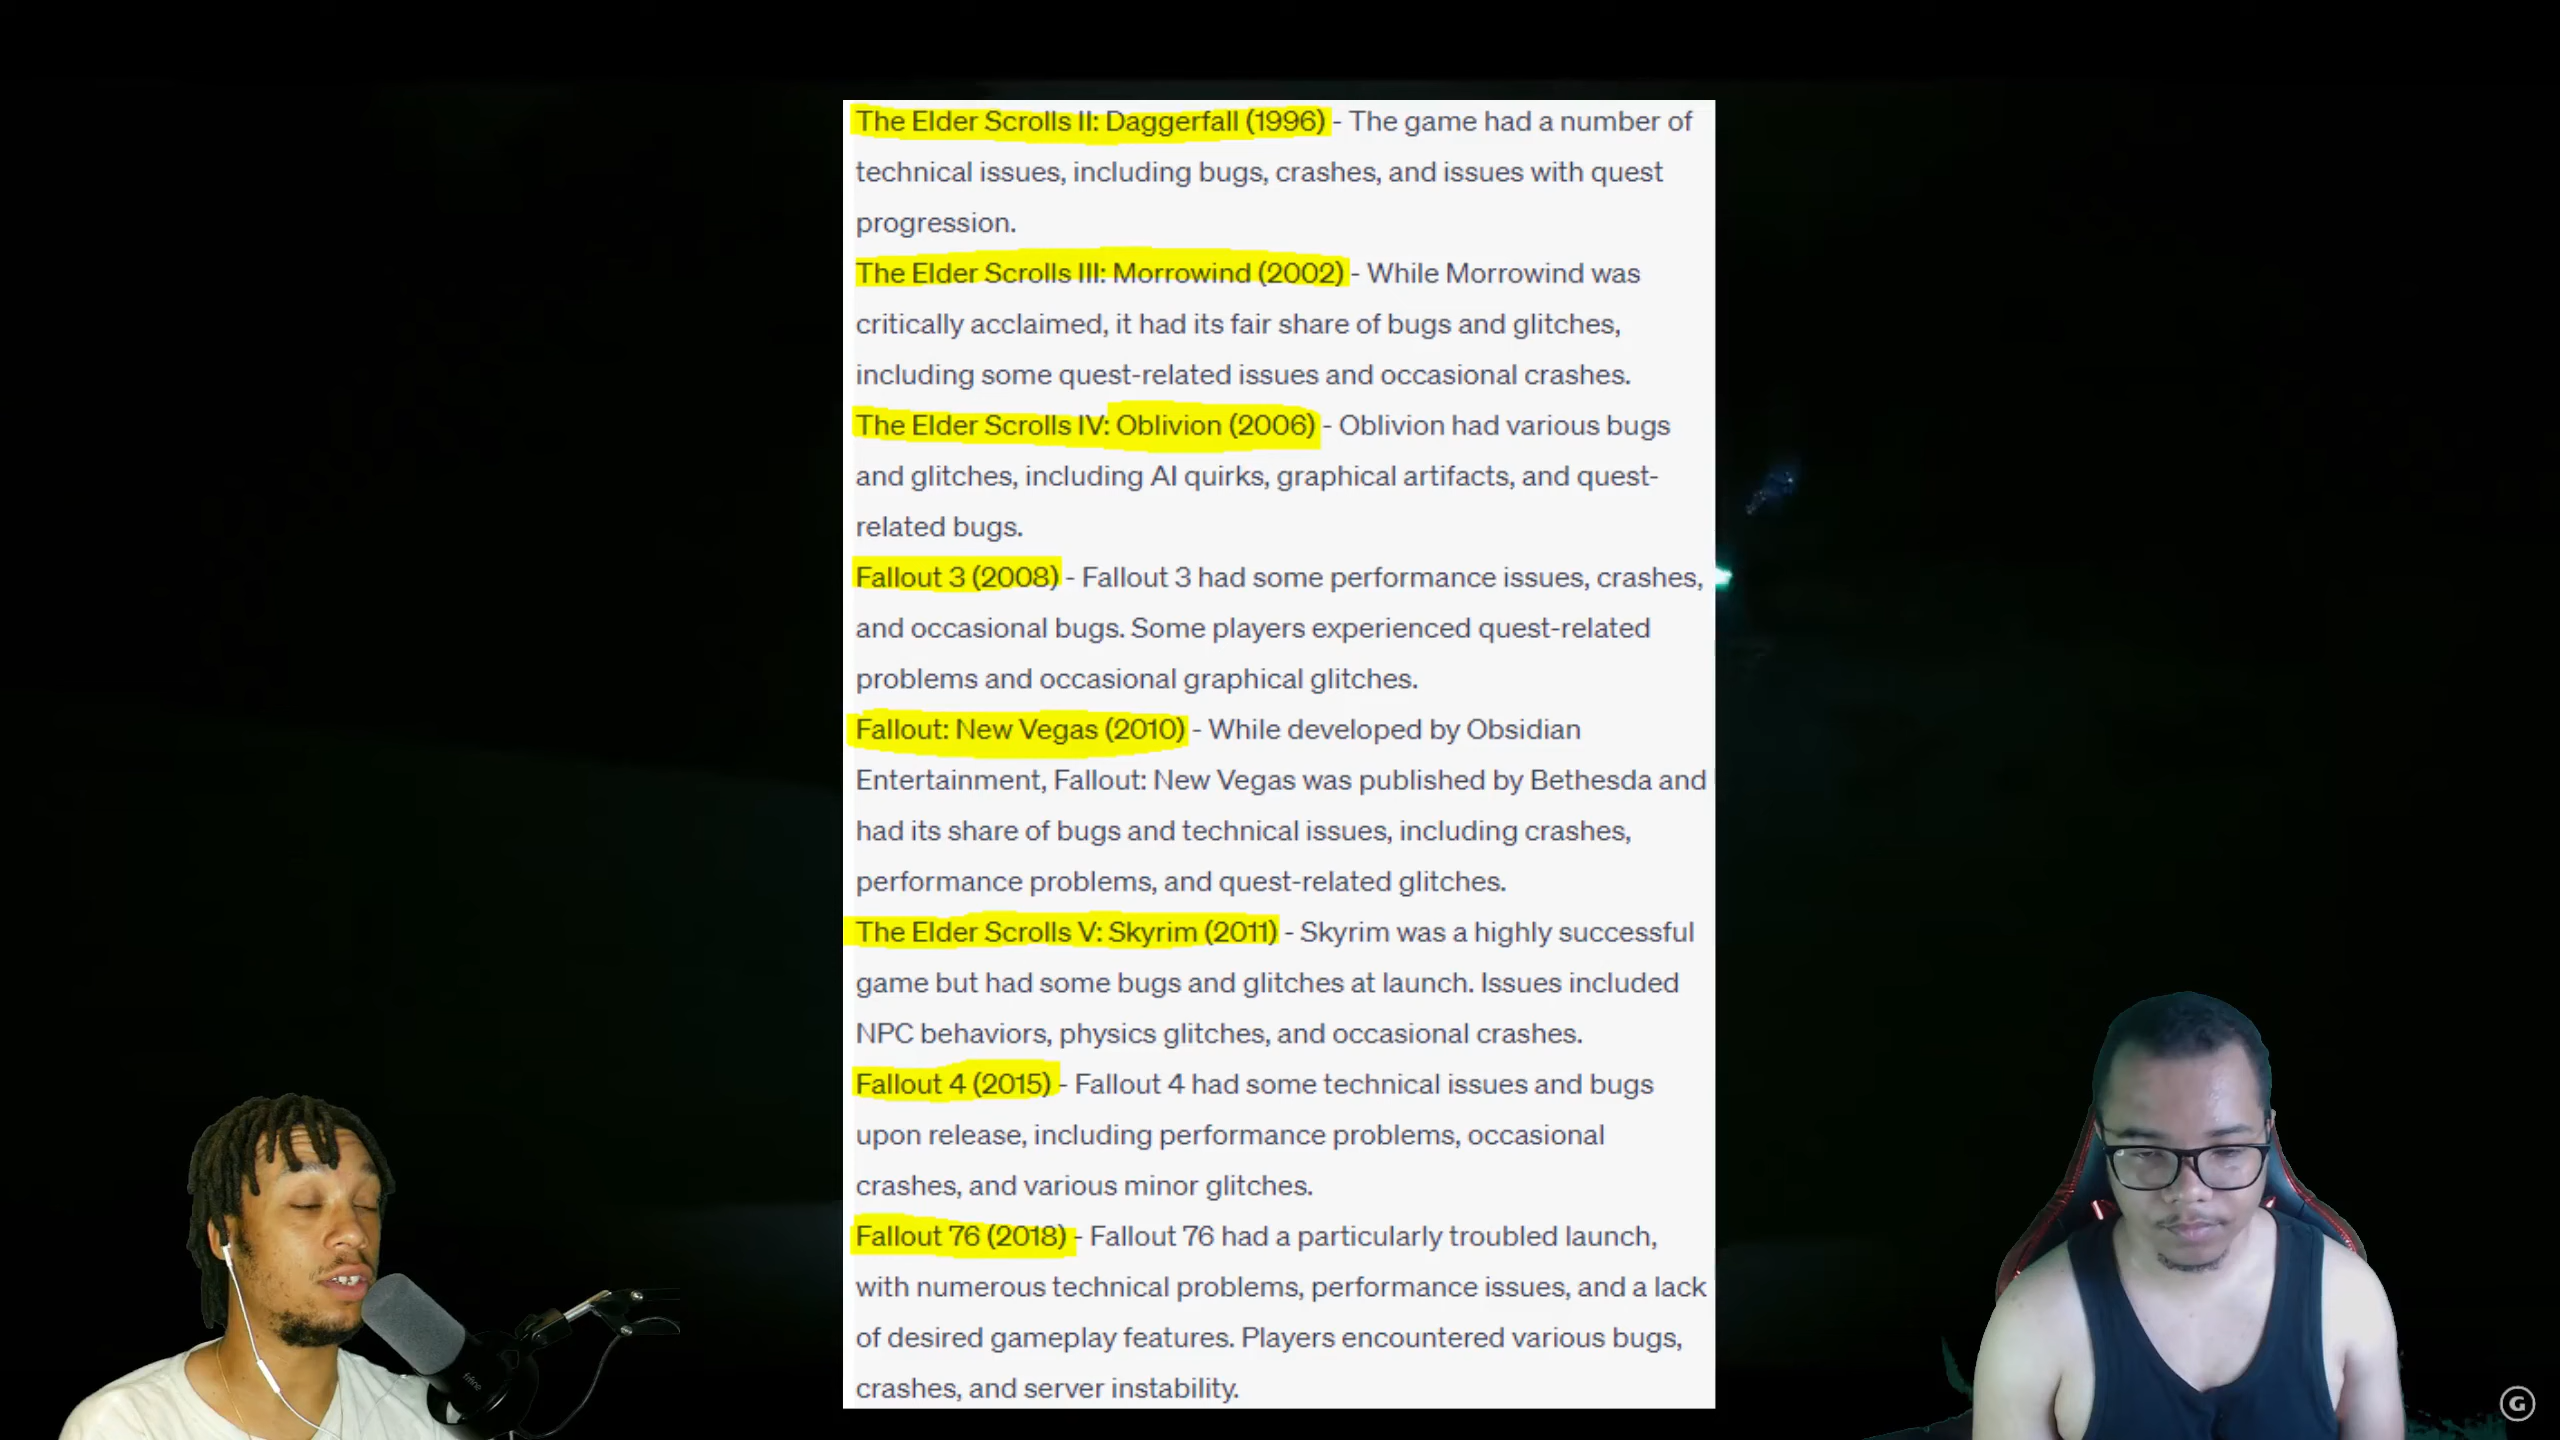 The Elder Scrolls II: Daggerfall (1996) - The game had a number of
technical issues, including bugs, crashes, and issues with quest
progression.
The Elder Scrolls III: Morrowind (2002) - While Morrowind was
critically acclaimed, it had its fair share of bugs and glitches,
including some quest-related issues and occasional crashes.
The Elder Scrolls IV: Oblivion (2006) - Oblivion had various bugs
and glitches, including AI quirks, graphical artifacts, and quest-
related bugs.
Fallout 3 (2008) - Fallout 3 had some performance issues, crashes,
and occasional bugs. Some players experienced quest-related
problems and occasional graphical glitches.
Fallout: New Vegas (2010) - While developed by Obsidian
Entertainment, Fallout: New Vegas was published by Bethesda and
had its share of bugs and technical issues, including crashes,
performance problems, and quest-related glitches.
The Elder Scrolls V: Skyrim (2011) - Skyrim was a highly successful
game but had some bugs and glitches at launch. Issues included
NPC behaviors, physics glitches, and occasional crashes.
Fallout 4 (2015) - Fallout 4 had some technical issues and bugs
upon release, including performance problems, occasional
crashes, and various minor glitches.
Fallout 76 (2018) - Fallout 76 had a particularly troubled launch,
with numerous technical problems, performance issues, and a lack
of desired gameplay features. Players encountered various bugs,
crashes, and server instability.
fifine
G